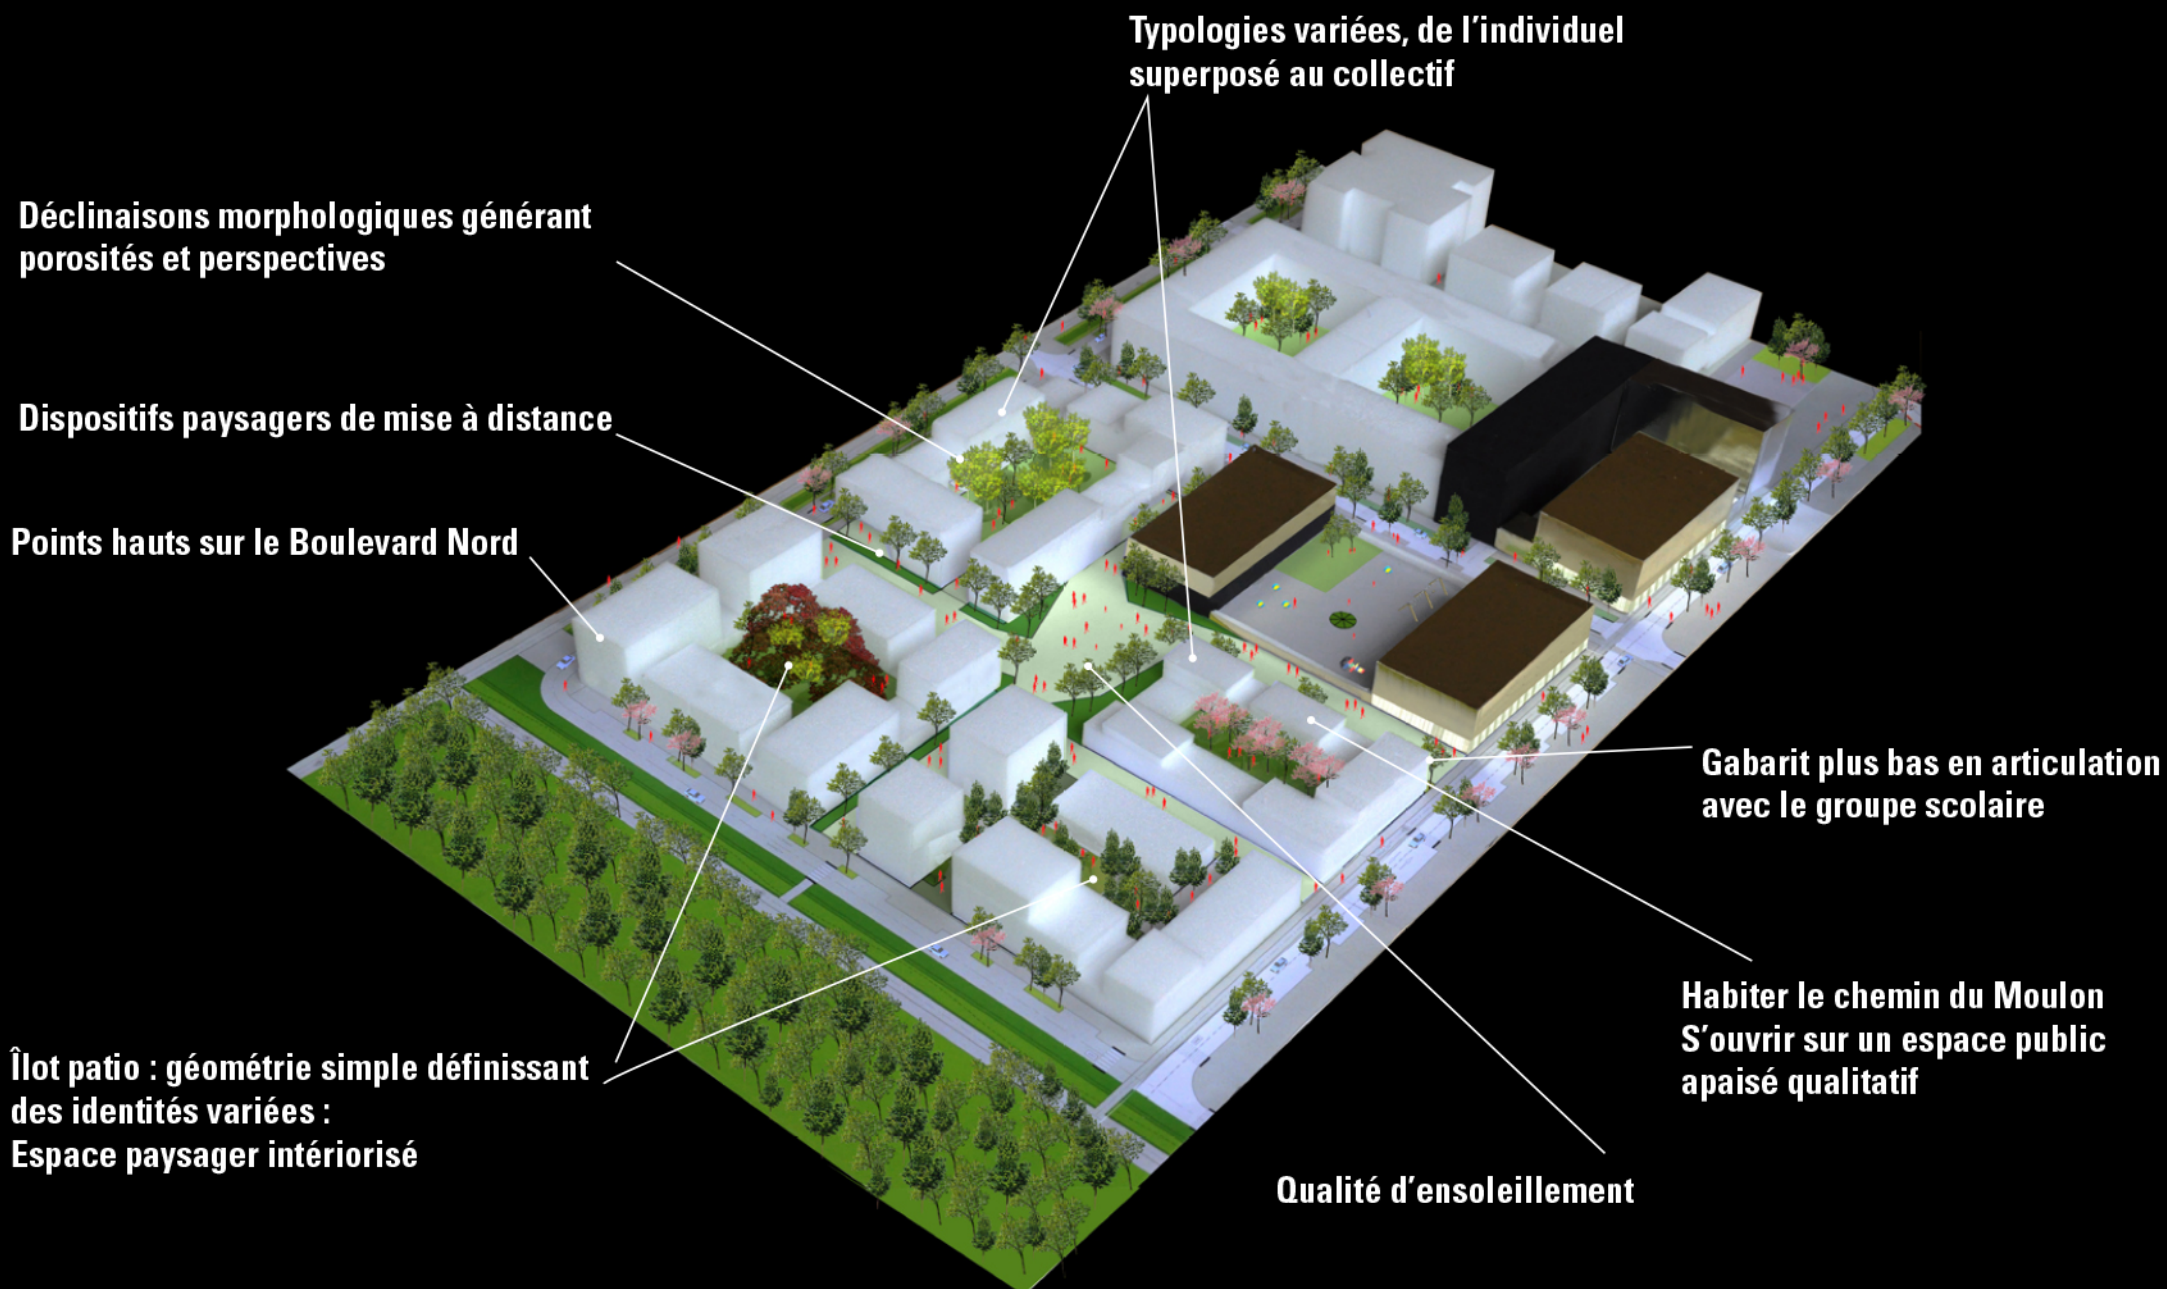 Typologies variées, de l’individuel
superposé au collectif
Déclinaisons morphologiques générant
porosités et perspectives
Dispositifs paysagers de mise à distance
Points hauts sur le Boulevard Nord
Gabarit plus bas en articulation
avec le groupe scolaire
Habiter le chemin du Moulon
S’ouvrir sur un espace public
apaisé qualitatif
Îlot patio : géométrie simple définissant
des identités variées :
Espace paysager intériorisé
Qualité d’ensoleillement